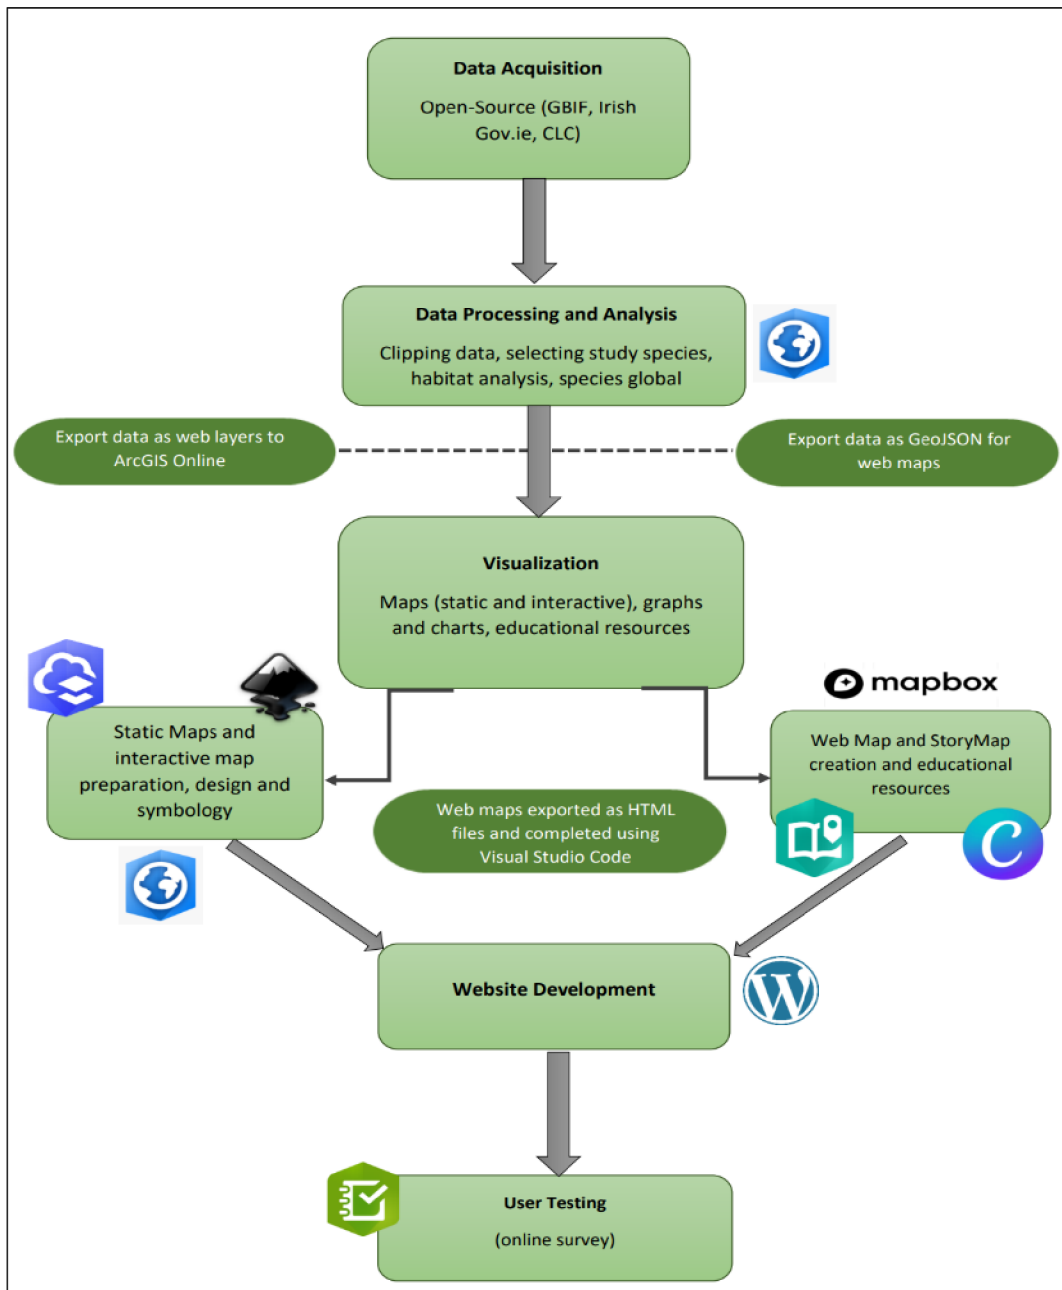 Data Acquisition
Open-Source (GBIF, Irish
Gov.ie, CLC)
Data Processing and Analysis
Clipping data, selecting study species,
habitat analysis, species global
Export data as web layers to
ArcGIS Online
Export data as GeoJSON for
web maps
Visualization
Maps (static and interactive), graphs
and charts, educational resources
mapbox
Static Maps and
interactive map
preparation, design and
symbology
Web Map and StoryMap
creation and educational
resources
Web maps exported as HTML
files and completed using
Visual Studio Code
C
Website Development
W
User Testing
(online survey)